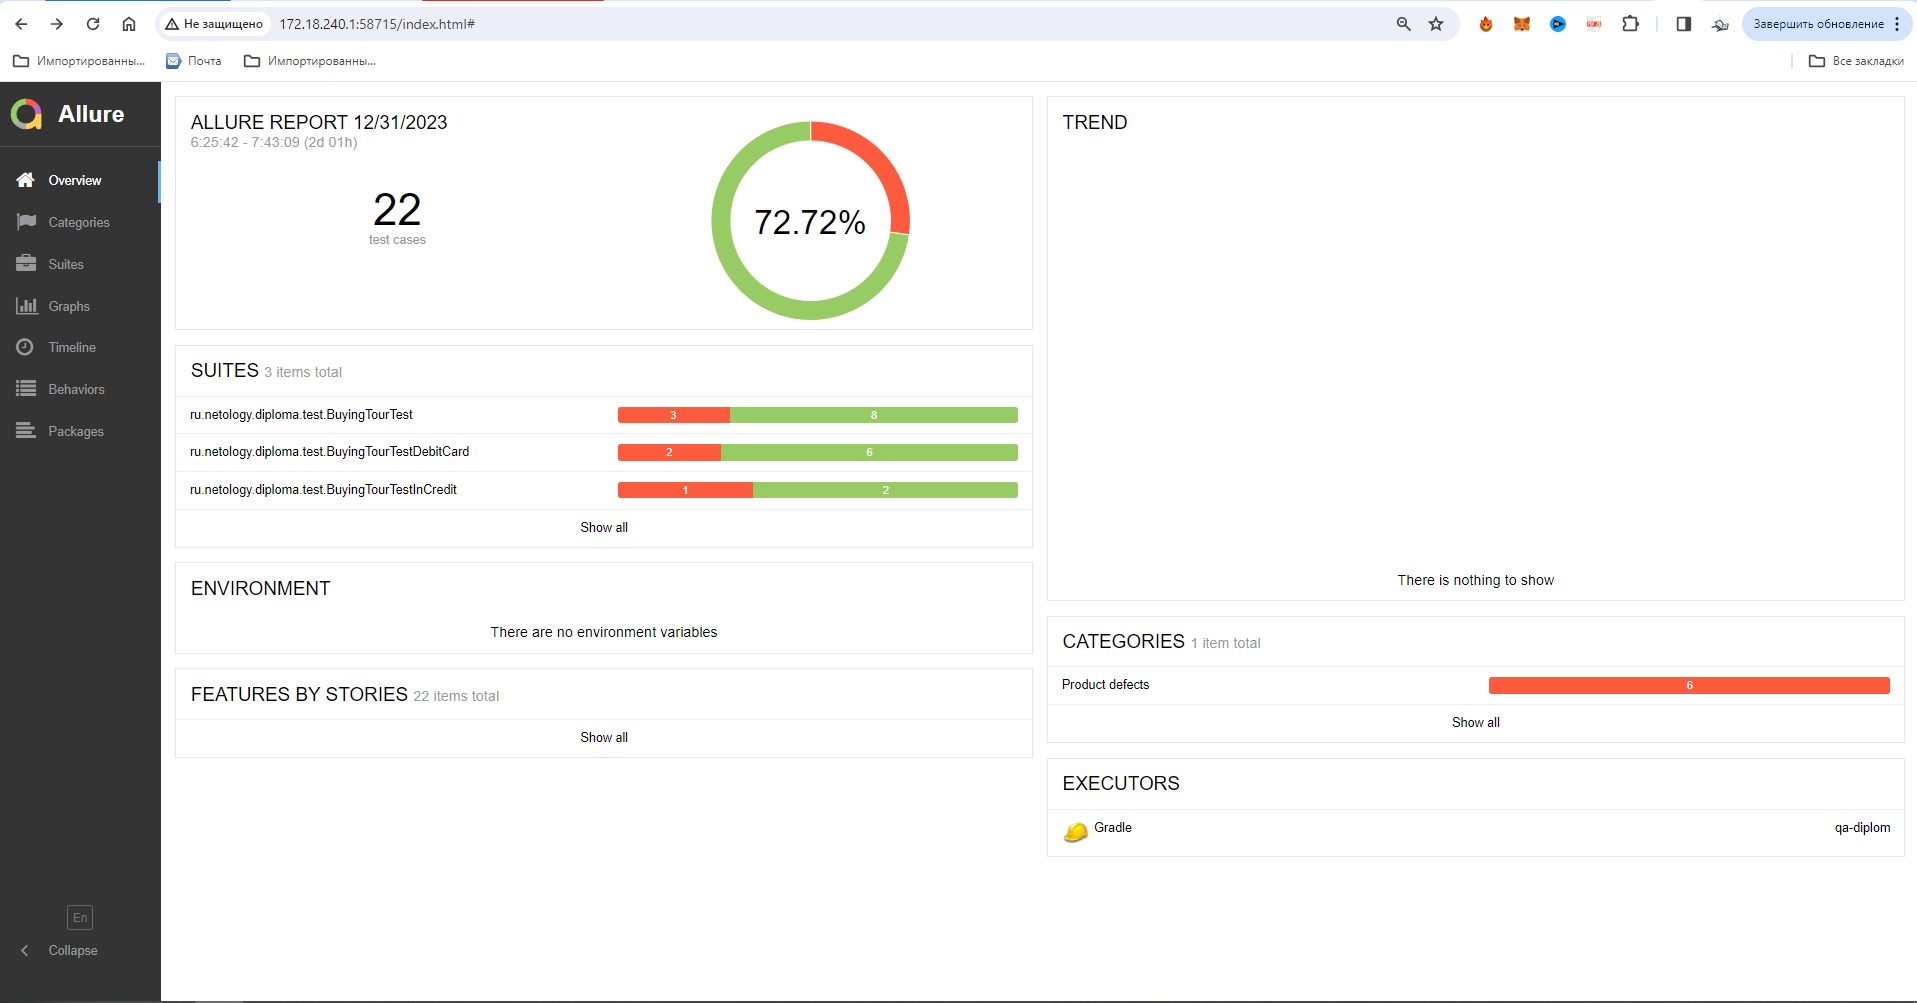 Не защищено
172.18.240.1:58715/index.html#
Завершить обновление
Импортированны...
Почта
Импортированны...
Все закладки
Allure
Overview
Categories
Suites
Graphs
Timeline
Behaviors
Packages
En
Collapse
ALLURE REPORT 12/31/2023
6:25:42 - 7:43:09 (2d 01h)
22
test cases
72.72%
SUITES 3 items total
ru.netology.diploma.test.BuyingTourTest 3 8
ru.netology.diploma.test.BuyingTourTestDebitCard 2 6
ru.netology.diploma.test.BuyingTourTestInCredit 1 2
Show all
ENVIRONMENT
There are no environment variables
FEATURES BY STORIES 22 items total
Show all
TREND
There is nothing to show
CATEGORIES 1 item total
Product defects 6
Show all
EXECUTORS
Gradle qa-diplom